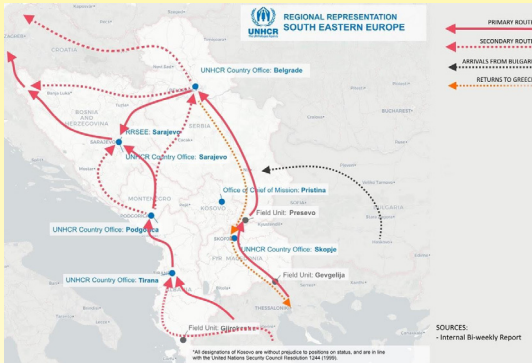 UNHCR
REGIONAL REPRESENTATION
SOUTH EASTERN EUROPE
PRIMARY ROUT
SECONDARY ROUT
ARRIVALS FROM BULGARI
RETURNS TO GREEC
CROATIA
UNHCR Country Office: Belgrade
BOSNIA AND HERZEGOVINA
RRSEE: Sarajevo
SARAJEVO
UNHCR Country Office: Sarajevo
SERBIA
BUCHAREST
MONTENEGRO
Office of Chief of Mission: Pristina
KOSOVO
PODGORICA
Field Unit: Presevo
UNHCR Country Office: Podgorica
SKOPJE
UNHCR Country Office: Skopje
FYR MACEDONIA
UNHCR Country Office: Tirana
Field Unit: Gevgelija
ALBANIA
THESSALONIKI
Field Unit: Gjirokaster
SOURCES:
- Internal Bi-weekly Report
*All designations of Kosovo are without prejudice to positions on status, and are in line
with the United Nations Security Council Resolution 1244 (1999).